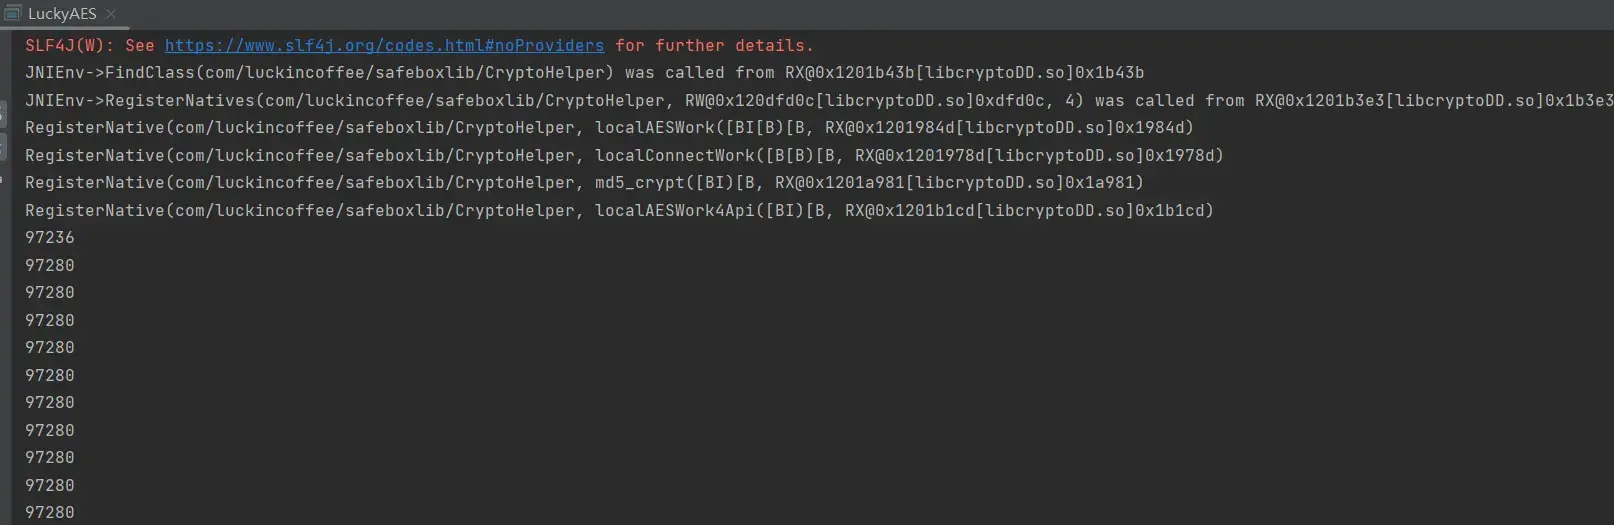 LuckyAES
SLF4J(W): See https://www.slf4j.org/codes.html#noProviders for further details.
JNIEnv->FindClass(com/luckincoffee/safeboxlib/CryptoHelper) was called from RX@0x1201b43b[libcryptoDD.so]0x1b43b
JNIEnv->RegisterNatives(com/luckincoffee/safeboxlib/CryptoHelper, RW@0x120dfd0c[libcryptoDD.so]0xdfd0c, 4) was called from RX@0x1201b3e3[libcryptoDD.so]0x1b3e3
RegisterNative(com/luckincoffee/safeboxlib/CryptoHelper, localAESWork([BI[B)[B, RX@0x1201984d[libcryptoDD.so]0x1984d)
RegisterNative(com/luckincoffee/safeboxlib/CryptoHelper, localConnectWork([B[B)[B, RX@0x1201978d[libcryptoDD.so]0x1978d)
RegisterNative(com/luckincoffee/safeboxlib/CryptoHelper, md5_crypt([BI)[B, RX@0x1201a981[libcryptoDD.so]0x1a981)
RegisterNative(com/luckincoffee/safeboxlib/CryptoHelper, localAESWork4Api([BI)[B, RX@0x1201b1cd[libcryptoDD.so]0x1b1cd)
97236
97280
97280
97280
97280
97280
97280
97280
97280
97280
97280